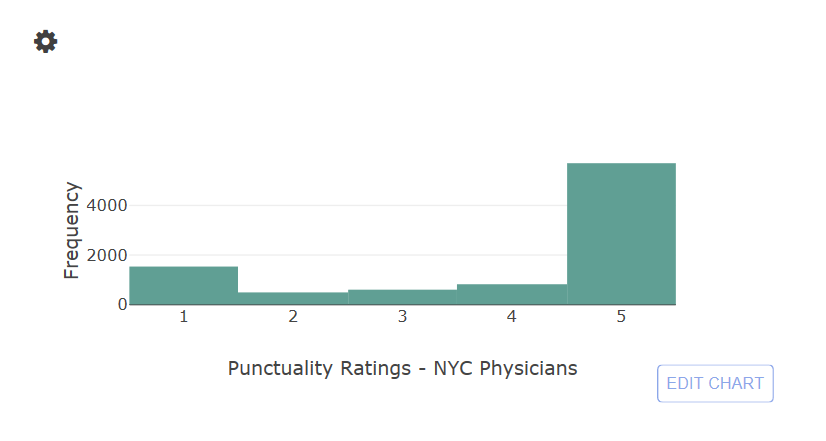 Frequency
4000
2000
0
1 2 3 4 5
Punctuality Ratings - NYC Physicians
EDIT CHART